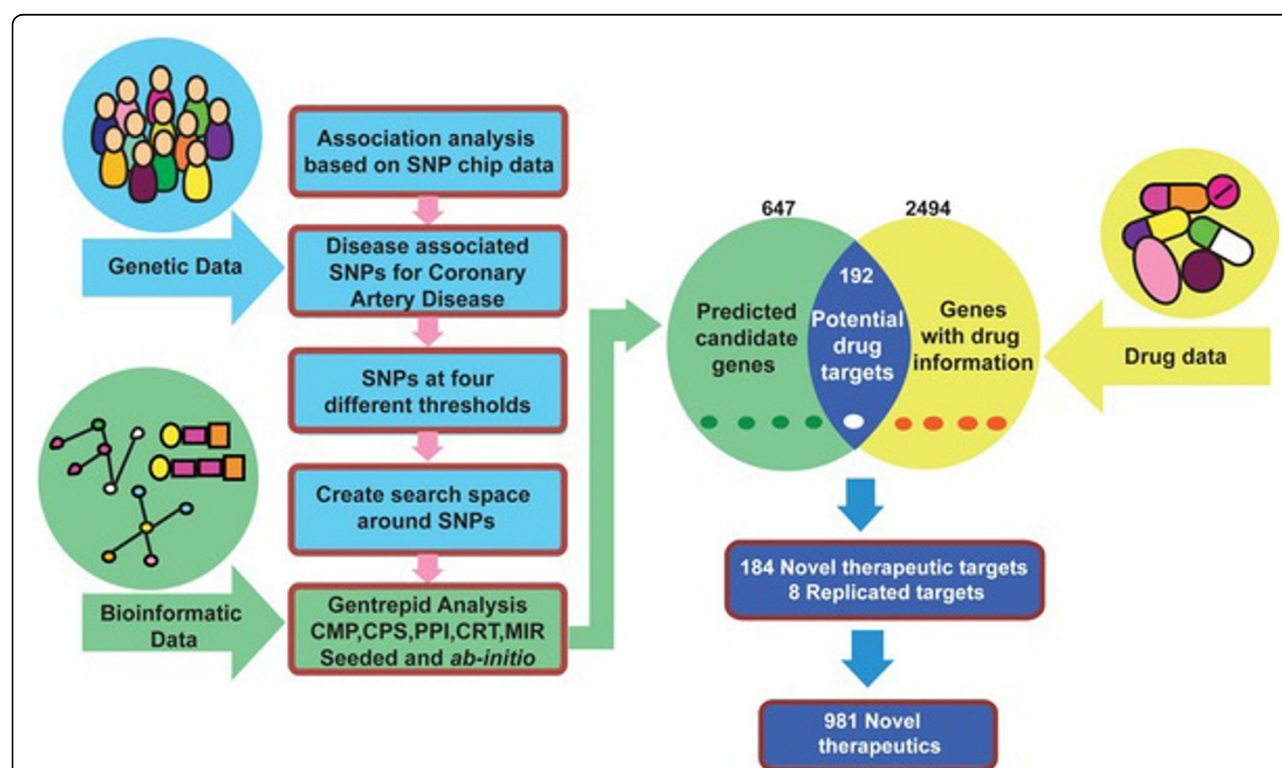 Association analysis
based on SNP chip data
Genetic Data
Disease associated
SNPs for Coronary
Artery Disease
SNPs at four
different thresholds
Create search space
around SNPs
Bioinformatic
Data
Gentrepid Analysis
CMP,CPS,PPI,CRT,MIR
Seeded and ab-initio
647
2494
192
Predicted
candidate
genes
Potential
drug
targets
Genes
with drug
information
Drug data
184 Novel therapeutic targets
8 Replicated targets
981 Novel
therapeutics